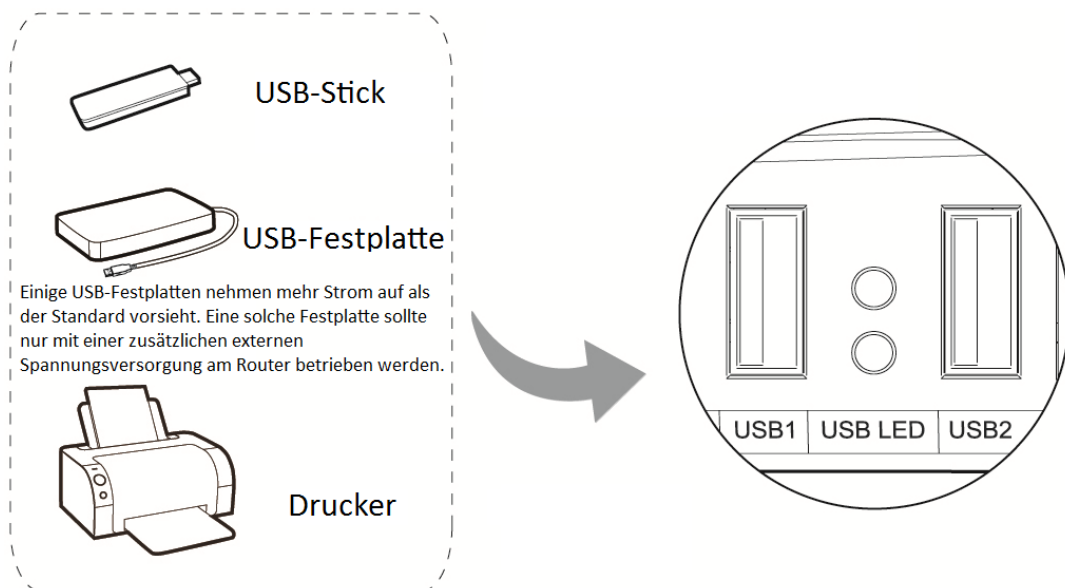 USB-Stick
USB-Festplatte
Einige USB-Festplatten nehmen mehr Strom auf als
der Standard vorsieht. Eine solche Festplatte sollte
nur mit einer zusätzlichen externen
Spannungsversorgung am Router betrieben werden.
Drucker
USB1 USB LED USB2